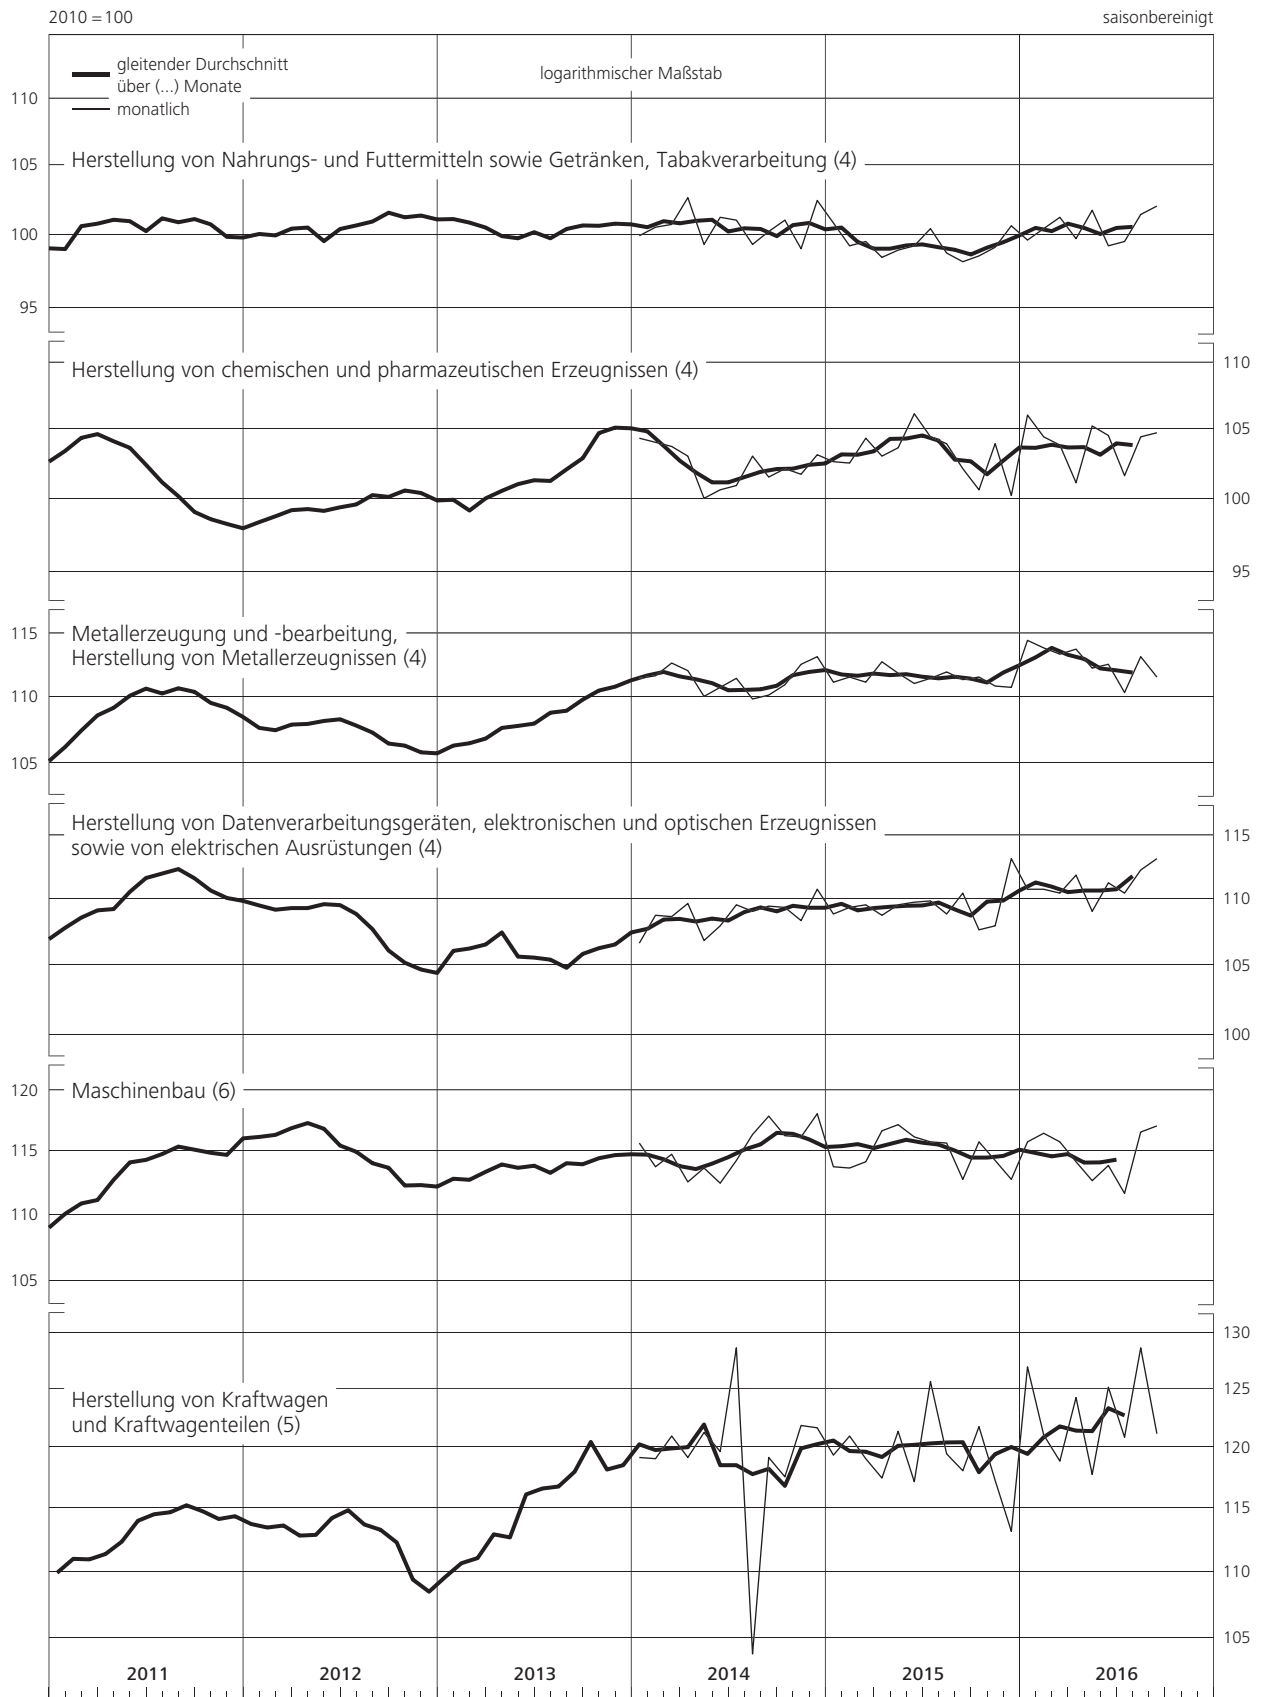 2010 = 100
saisonbereinigt
gleitender Durchschnitt
über (...) Monate
monatlich
logarithmischer Maßstab
110
105
100
95
Herstellung von Nahrungs- und Futtermitteln sowie Getränken, Tabakverarbeitung (4)
Herstellung von chemischen und pharmazeutischen Erzeugnissen (4)
110
105
100
95
115
110
105
Metallerzeugung und -bearbeitung,
Herstellung von Metallerzeugnissen (4)
Herstellung von Datenverarbeitungsgeräten, elektronischen und optischen Erzeugnissen
sowie von elektrischen Ausrüstungen (4)
115
110
105
100
120
115
110
105
Maschinenbau (6)
Herstellung von Kraftwagen
und Kraftwagenteilen (5)
130
125
120
115
110
105
2011 2012 2013 2014 2015 2016